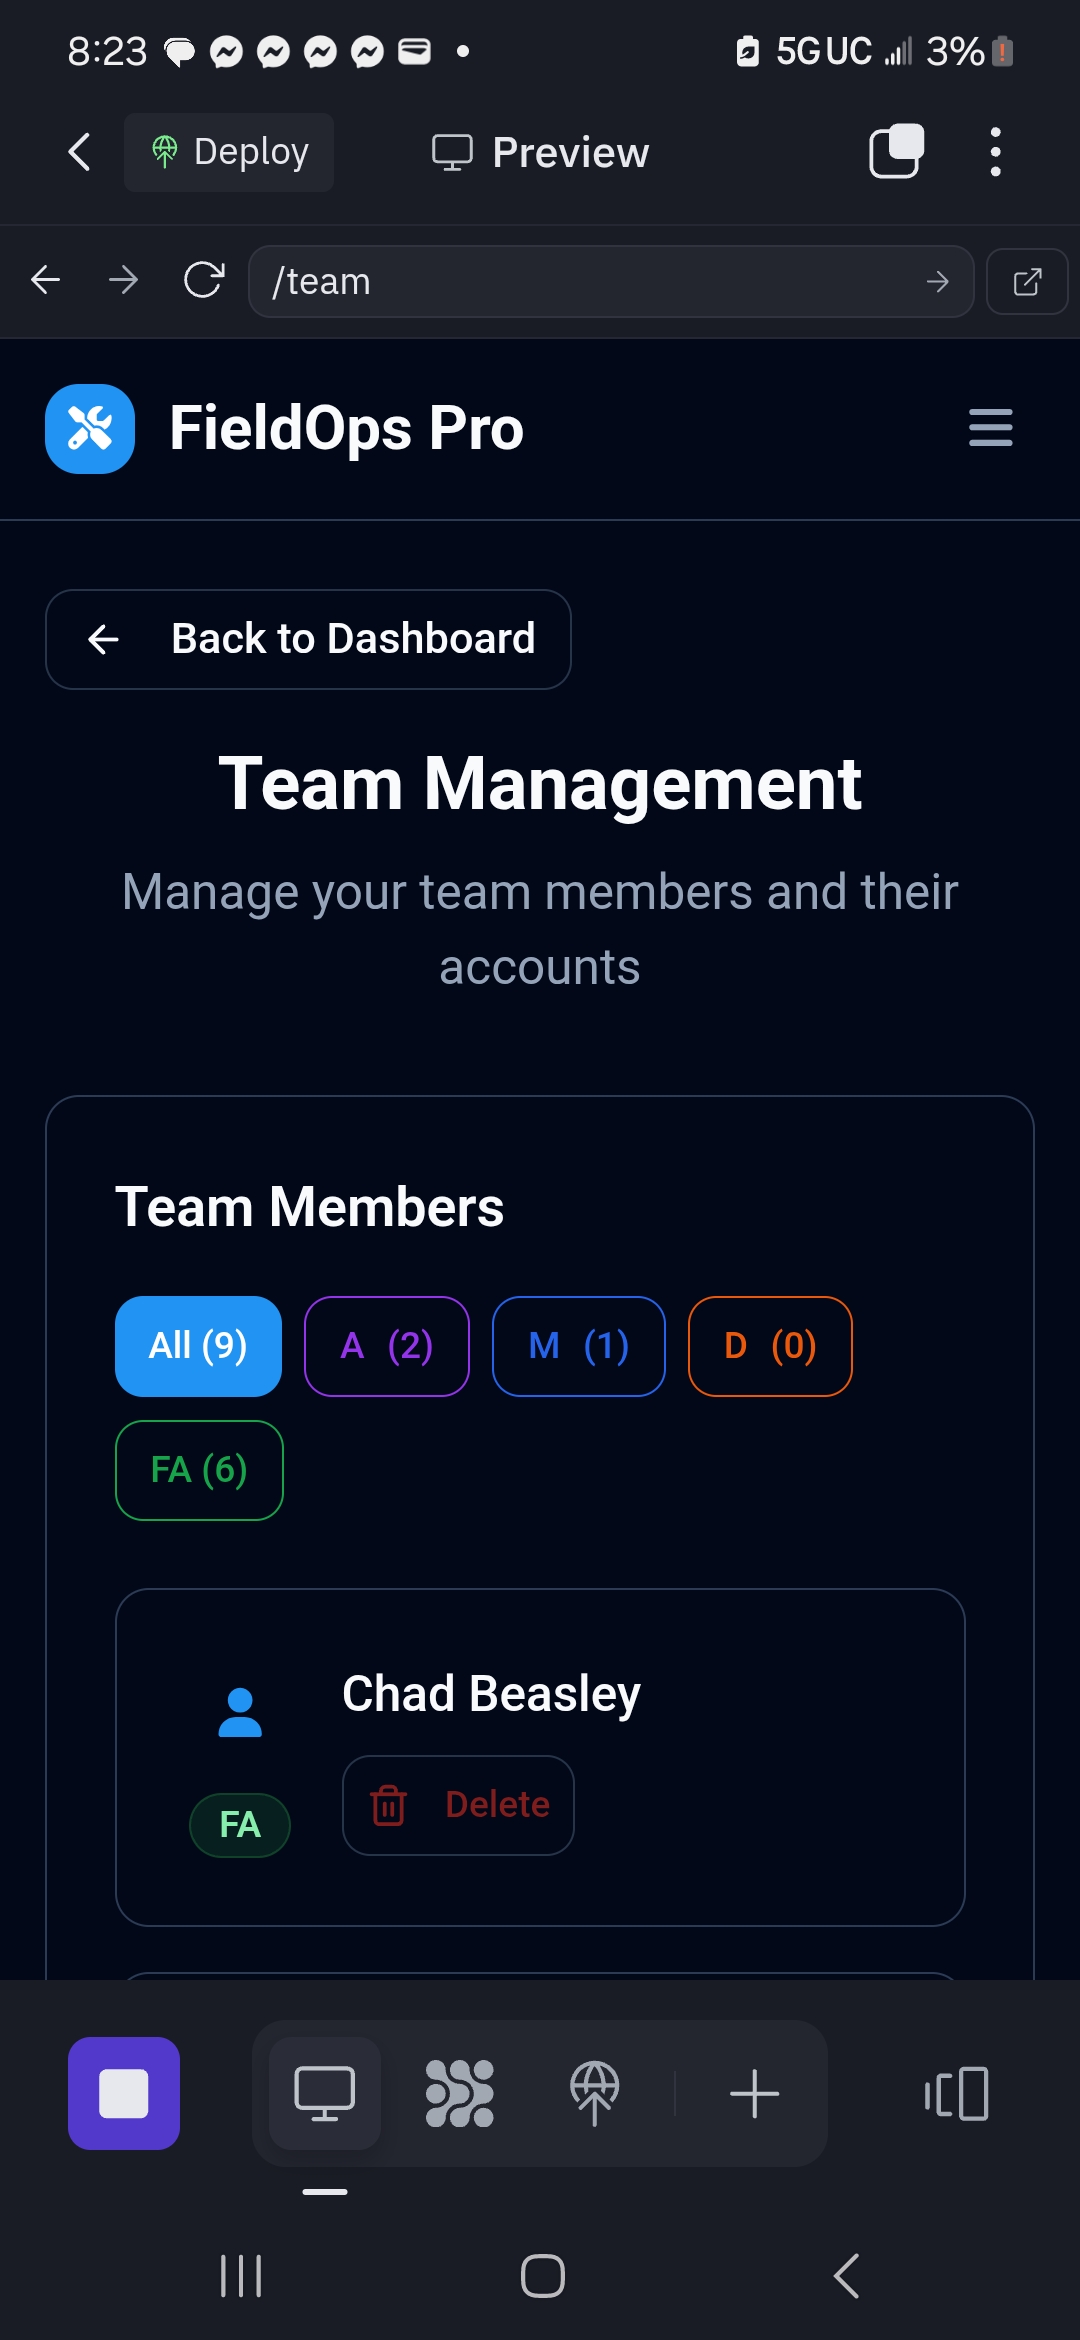 8:23
5G UC 3%
Deploy
Preview
/team
FieldOps Pro
Back to Dashboard
Team Management
Manage your team members and their
accounts
Team Members
All (9)
A (2)
M (1)
D (0)
FA (6)
Chad Beasley
FA
Delete